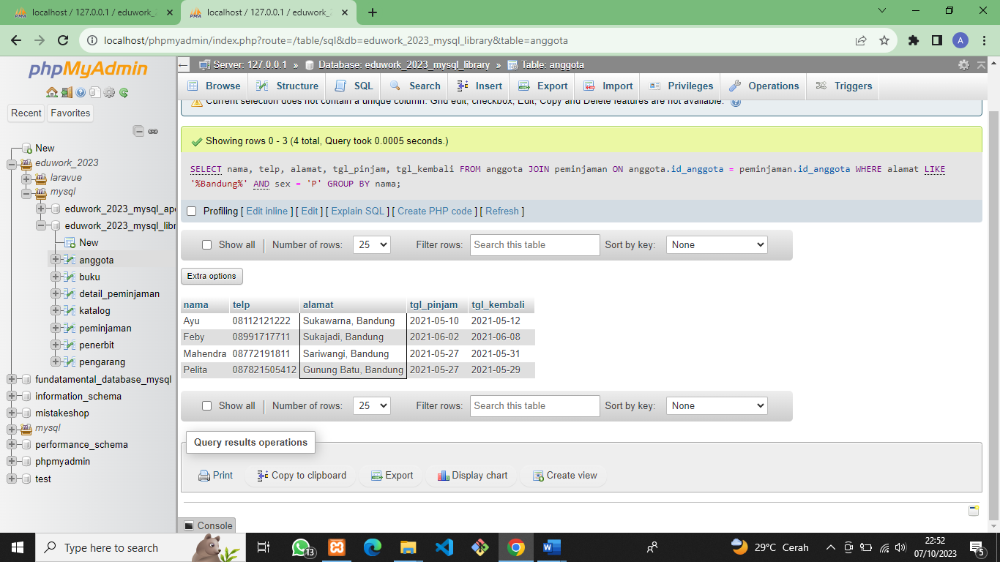 localhost / 127.0.0.1 / eduwork_2
localhost / 127.0.0.1 / eduwork_2
localhost/phpmyadmin/index.php?route=/table/sql&db=eduwork_2023_mysql_library&table=anggota
A
phpMyAdmin
Recent Favorites
New
eduwork_2023
laravue
mysql
eduwork_2023_mysql_ape
eduwork_2023_mysql_libr
New
anggota
buku
detail_peminjaman
katalog
peminjaman
penerbit
pengarang
fundatamental_database_mysql
information_schema
mistakeshop
mysql
performance_schema
phpmyadmin
test
Server: 127.0.0.1 » Database: eduwork_2023_mysql_library » Table: anggota
Browse Structure SQL Search Insert Export Import Privileges Operations Triggers
Current selection does not contain a unique column. Grid edit, checkbox, Edit, Copy and Delete features are not available.
Showing rows 0 - 3 (4 total, Query took 0.0005 seconds.)
SELECT nama, telp, alamat, tgl_pinjam, tgl_kembali FROM anggota JOIN peminjaman ON anggota.id_anggota = peminjaman.id_anggota WHERE alamat LIKE
'%Bandung%' AND sex = 'P' GROUP BY nama;
Profiling [ Edit inline ] [ Edit ] [ Explain SQL ] [ Create PHP code ] [ Refresh ]
Show all Number of rows: 25 Filter rows: Search this table Sort by key: None
Extra options
nama telp alamat tgl_pinjam tgl_kembali
Ayu 08112121222 Sukawarna, Bandung 2021-05-10 2021-05-12
Feby 08991717711 Sukajadi, Bandung 2021-06-02 2021-06-08
Mahendra 08772191811 Sariwangi, Bandung 2021-05-27 2021-05-31
Pelita 087821505412 Gunung Batu, Bandung 2021-05-27 2021-05-29
Show all Number of rows: 25 Filter rows: Search this table Sort by key: None
Query results operations
Print Copy to clipboard Export Display chart Create view
Console
Type here to search
13
29°C Cerah
22:52
07/10/2023
5